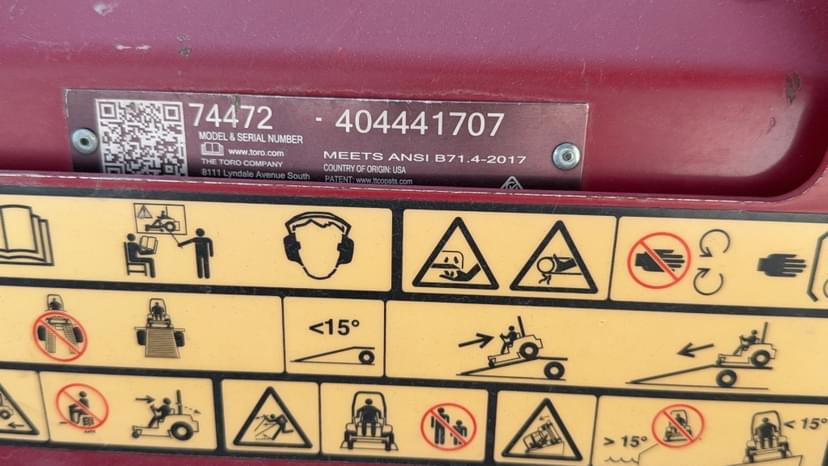 74472 - 404441707
MODEL & SERIAL NUMBER
www.toro.com
THE TORO COMPANY
8111 Lyndale Avenue South
MEETS ANSI B71.4-2017
COUNTRY OF ORIGIN: USA
PATENT: www.ttcopats.com
<15°
> 15°
< 15°